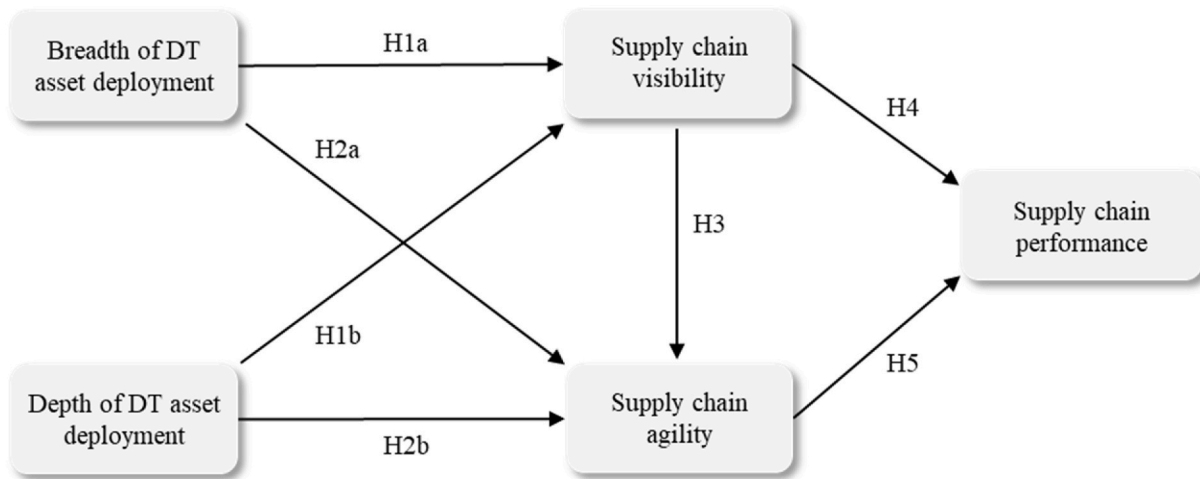 Breadth of DT
asset deployment
H1a
Supply chain
visibility
H2a
H4
H3
Supply chain
performance
H1b
H5
Depth of DT asset
deployment
H2b
Supply chain
agility